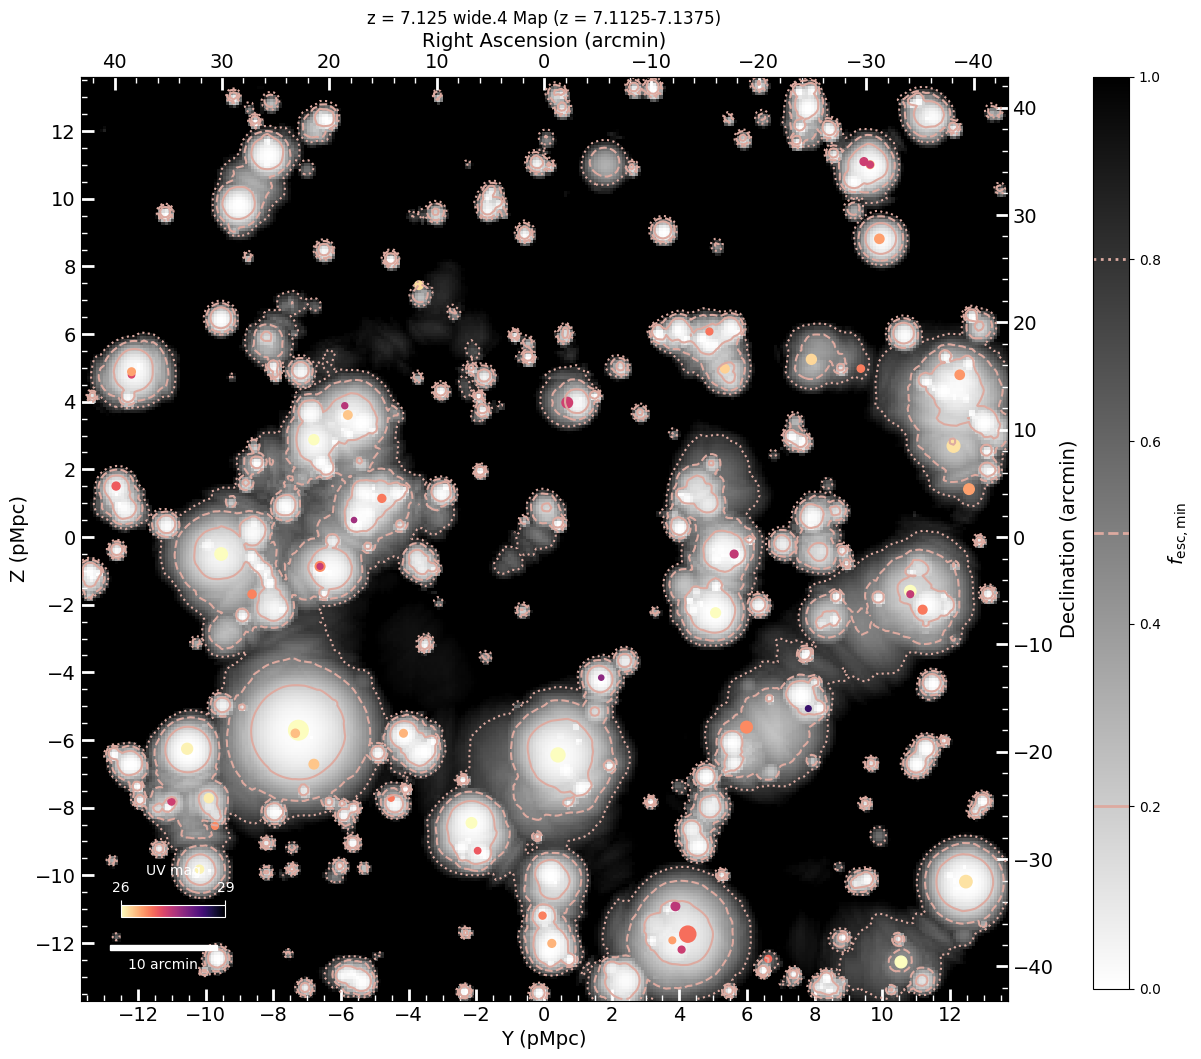 z = 7.125 wide.4 Map (z = 7.1125-7.1375)
Right Ascension (arcmin)
40 30 20 10 0 −10 −20 −30 −40
12
10
8
6
4
2
0
−2
−4
−6
−8
−10
−12
Z (pMpc)
40
30
20
10
0
−10
−20
−30
−40
Declination (arcmin)
1.0
0.8
0.6
0.4
0.2
0.0
fesc,min
UV mag
26 29
10 arcmin
−12 −10 −8 −6 −4 −2 0 2 4 6 8 10 12
Y (pMpc)